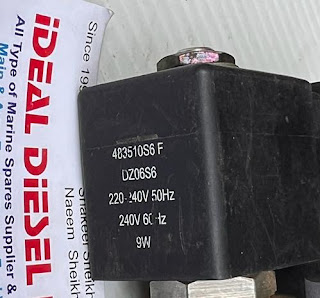 483510S6 F
DZ06S6
220-240V 50Hz
240V 60Hz
9W
Since 19
iDEAL DiESEL
All Type of Marine Spares Supplier &
Main &
Shakeel Sheikh
Naeem Sheikh